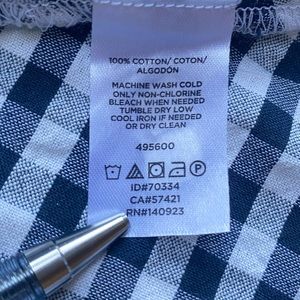 100% COTTON/ COTON/
ALGODÓN
MACHINE WASH COLD
ONLY NON-CHLORINE
BLEACH WHEN NEEDED
TUMBLE DRY LOW
COOL IRON IF NEEDED
OR DRY CLEAN
495600
P
ID#70334
CA#57421
RN#140923